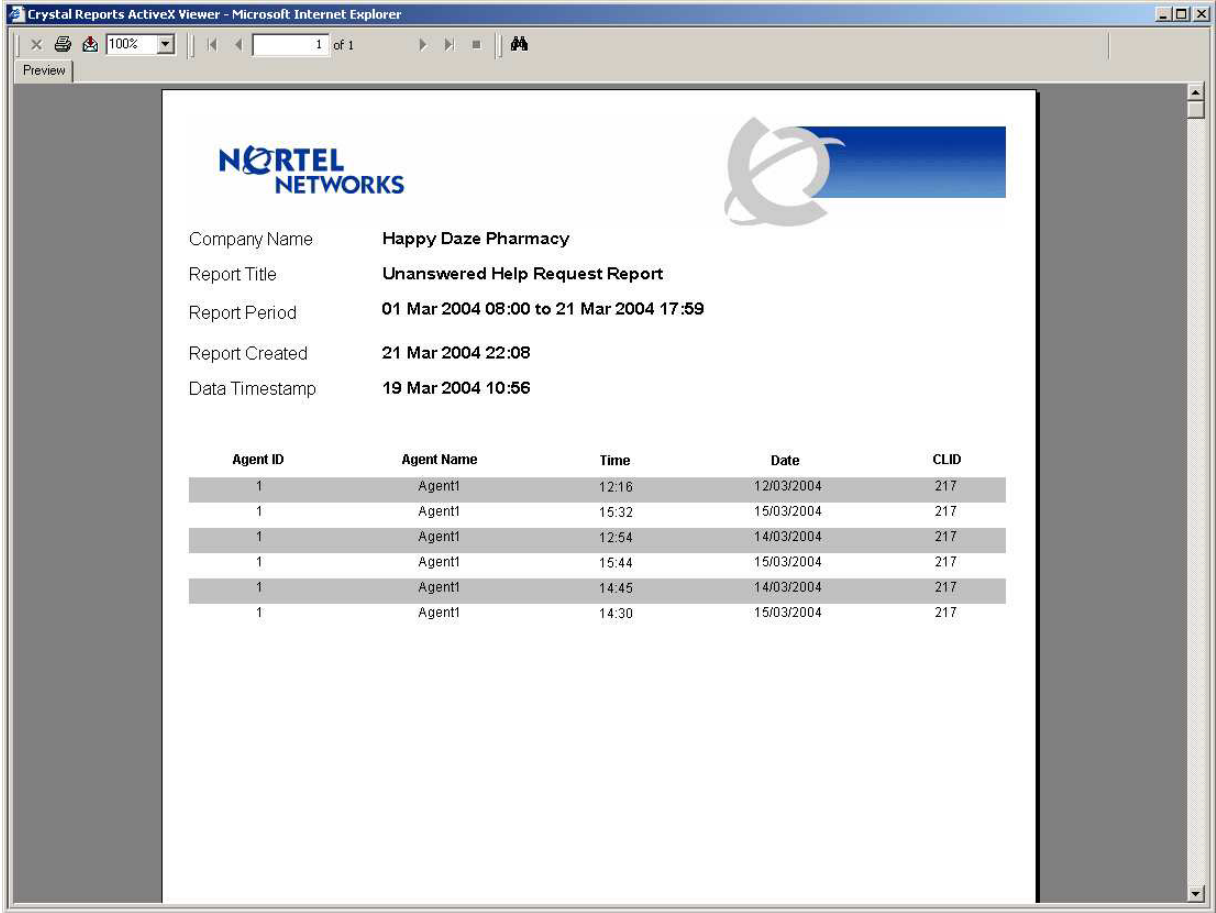 Crystal Reports ActiveX Viewer - Microsoft Internet Explorer
100% 1 of 1
Preview
NORTEL
NETWORKS
Company Name Happy Daze Pharmacy
Report Title Unanswered Help Request Report
Report Period 01 Mar 2004 08:00 to 21 Mar 2004 17:59
Report Created 21 Mar 2004 22:08
Data Timestamp 19 Mar 2004 10:56
Agent ID Agent Name Time Date CLID
1 Agent1 12:16 12/03/2004 217
1 Agent1 15:32 15/03/2004 217
1 Agent1 12:54 14/03/2004 217
1 Agent1 15:44 15/03/2004 217
1 Agent1 14:45 14/03/2004 217
1 Agent1 14:30 15/03/2004 217